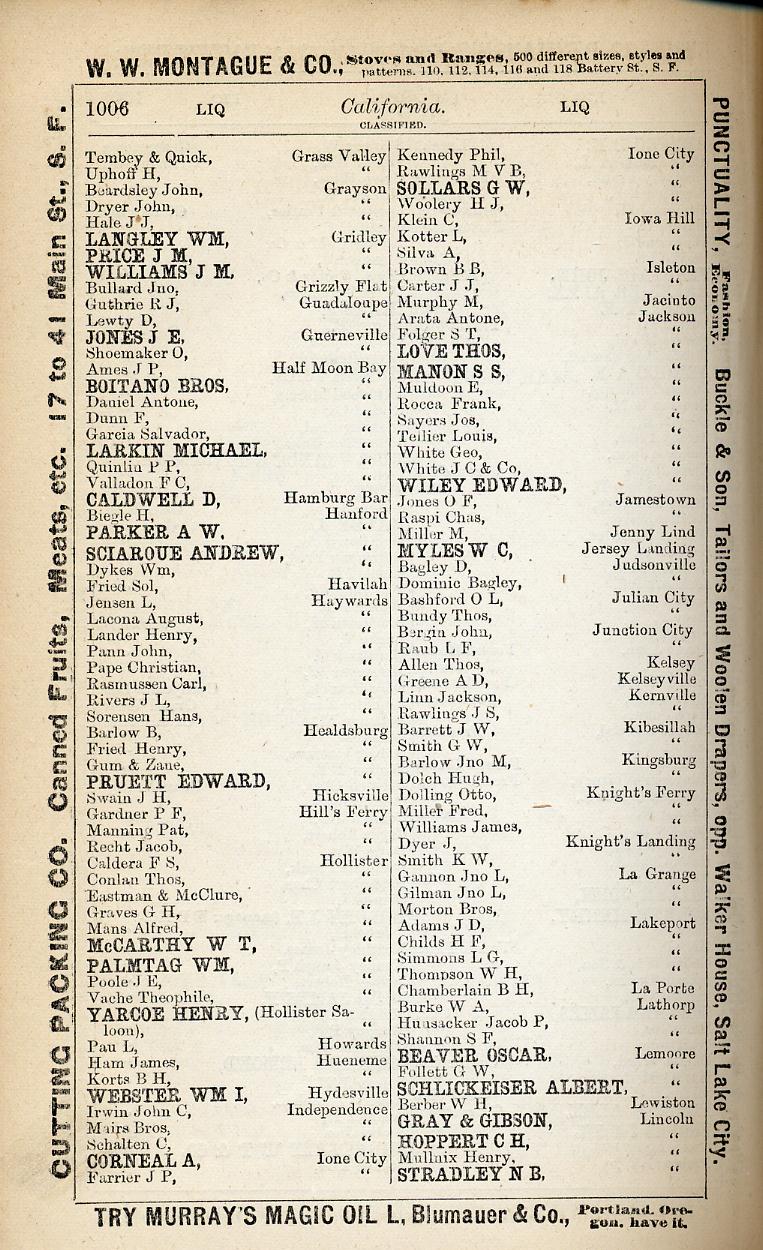 W. W. MONTAGUE & CO., Stoves and Ranges, 500 different sizes, styles and
patterns. 110, 112, 114, 116 and 118 Battery St., S. F.
1006 LIQ California. LIQ
CLASSIFIED.
Tembey & Quick, Grass Valley
Uphoff H, “
Beardsley John, Grayson
Dryer John, “
Hale J J, “
LANGLEY WM, Gridley
PRICE J M, “
WILLIAMS J M, “
Bullard Jno, Grizzly Flat
Guthrie R J, Guadaloupe
Lewty D, “
JONES J E, Guerneville
Shoemaker O, “
Ames J P, Half Moon Bay
BOITANO BROS, “
Daniel Antone, “
Dunn F, “
Garcia Salvador, “
LARKIN MICHAEL, “
Quinlin P P, “
Valladon F C, “
CALDWELL D, Hamburg Bar
Biegle H, Hanford
PARKER A W, “
SCIAROUE ANDREW, “
Dykes Wm, “
Fried Sol, Havilah
Jensen L, Haywards
Lacona August, “
Lander Henry, “
Pann John, “
Pape Christian, “
Rasmussen Carl, “
Rivers J L, “
Sorensen Hans, “
Barlow B, Healdsburg
Fried Henry, “
Gum & Zane, “
PRUETT EDWARD, “
Swain J H, Hicksville
Gardner P F, Hill's Ferry
Manning Pat, “
Recht Jacob, “
Caldera F S, Hollister
Conlan Thos, “
Eastman & McClure, “
Graves G H, “
Mans Alfred, “
McCARTHY W T, “
PALMTAG WM, “
Poole J E, “
Vache Theophile, “
YARCOE HENRY, (Hollister Sa-
loon), “
Pau L, Howards
Ham James, Hueneme
Korts B H, “
WEBSTER WM I, Hydesville
Irwin John C, Independence
Mairs Bros, “
Schalten C, “
CORNEAL A, Ione City
Farrier J P, “
Kennedy Phil, Ione City
Rawlings M V B, “
SOLLARS G W, “
Woolery H J, “
Klein C, Iowa Hill
Kotter L, “
Silva A, “
Brown B B, Isleton
Carter J J, “
Murphy M, Jacinto
Arata Antone, Jackson
Folger S T, “
LOVE THOS, “
MANON S S, “
Muldoon E, “
Rocca Frank, “
Sayers Jos, “
Tellier Louis, “
White Geo, “
White J C & Co, “
WILEY EDWARD, “
Jones O F, Jamestown
Raspi Chas, “
Miller M, Jenny Lind
MYLES W C, Jersey Landing
Bagley D, Judsonville
Dominic Bagley, “
Bashford O L, Julian City
Bundy Thos, “
Bergin John, Junction City
Raub L F, “
Allen Thos, Kelsey
Greene A D, Kelseyville
Linn Jackson, Kernville
Rawlings J S, “
Barrett J W, Kibesillah
Smith G W, “
Barlow Jno M, Kingsburg
Dolch Hugh, “
Dolling Otto, Knight's Ferry
Miller Fred, “
Williams James, “
Dyer J, Knight's Landing
Smith K W, “
Gannon Jno L, La Grange
Gilman Jno L, “
Morton Bros, “
Adams J D, Lakeport
Childs H F, “
Simmons L G, “
Thompson W H, “
Chamberlain B H, La Porte
Burke W A, Lathorp
Hunsacker Jacob P, “
Shannon S F, “
BEAVER OSCAR, Lemoore
Follett G W, “
SCHLICKEISER ALBERT, “
Berber W H, Lewiston
GRAY & GIBSON, Lincoln
HOPPERT C H, “
Mullnix Henry, “
STRADLEY N B, “
CUTTING PACKING CO. Canned Fruits, Meats, etc. 17 to 41 Main St., S. F.
PUNCTUALITY, Fashion, Economy. Buckle & Son, Tailors and Woolen Drapers, opp. Walker House, Salt Lake City.
TRY MURRAY'S MAGIC OIL L, Blumauer & Co., Portland, Ore-
gon, have it.